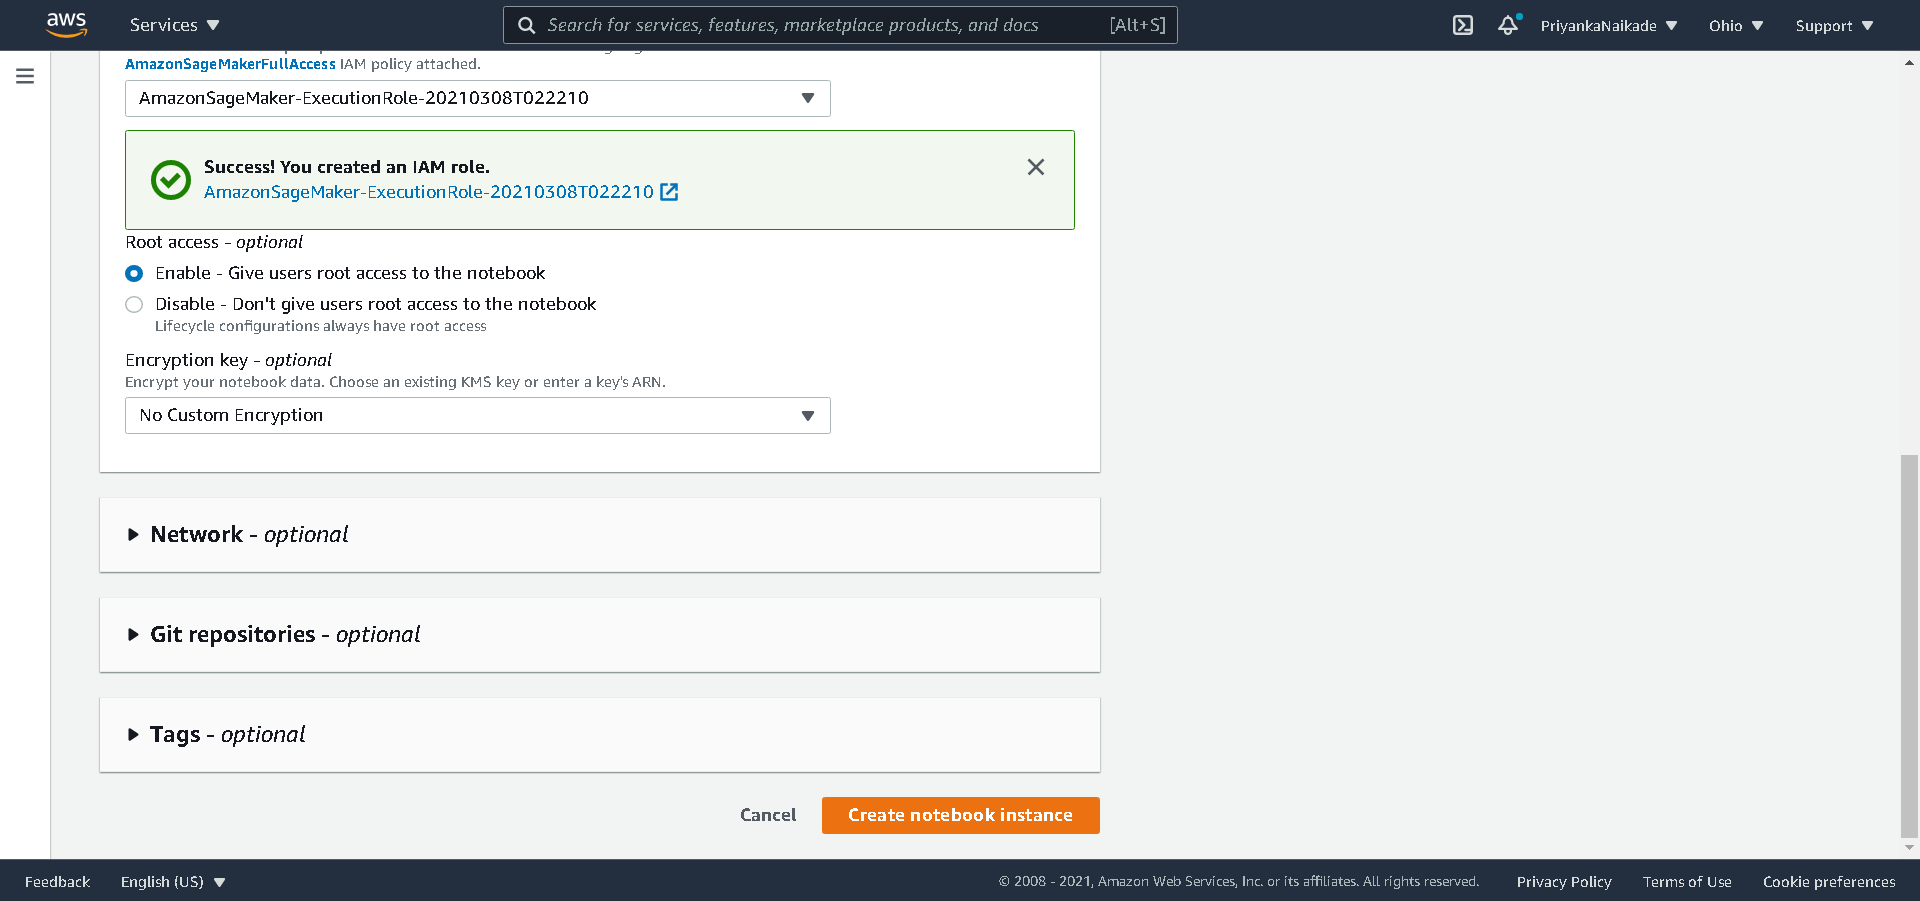 aws
Services
Search for services, features, marketplace products, and docs [Alt+S]
PriyankaNaikade
Ohio
Support
AmazonSageMakerFullAccess IAM policy attached.
AmazonSageMaker-ExecutionRole-20210308T022210
Success! You created an IAM role.
AmazonSageMaker-ExecutionRole-20210308T022210
Root access - optional
Enable - Give users root access to the notebook
Disable - Don't give users root access to the notebook
Lifecycle configurations always have root access
Encryption key - optional
Encrypt your notebook data. Choose an existing KMS key or enter a key's ARN.
No Custom Encryption
Network - optional
Git repositories - optional
Tags - optional
Cancel
Create notebook instance
Feedback
English (US)
© 2008 - 2021, Amazon Web Services, Inc. or its affiliates. All rights reserved.
Privacy Policy
Terms of Use
Cookie preferences